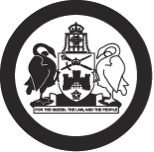 FOR THE QUEEN, THE LAW, AND THE PEOPLE